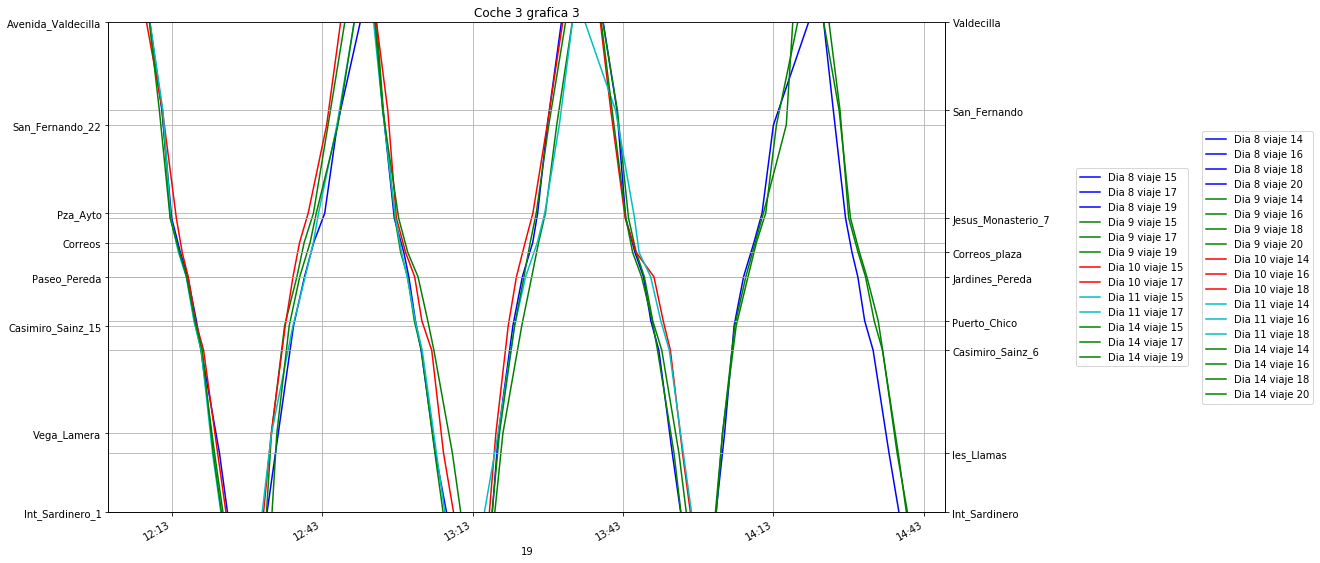 Coche 3 grafica 3
Avenida_Valdecilla
San_Fernando_22
Pza_Ayto
Correos
Paseo_Pereda
Casimiro_Sainz_15
Vega_Lamera
Int_Sardinero_1
Valdecilla
San_Fernando
Jesus_Monasterio_7
Correos_plaza
Jardines_Pereda
Puerto_Chico
Casimiro_Sainz_6
Ies_Llamas
Int_Sardinero
12:13
12:43
13:13
13:43
14:13
14:43
19
Dia 8 viaje 15
Dia 8 viaje 17
Dia 8 viaje 19
Dia 9 viaje 15
Dia 9 viaje 17
Dia 9 viaje 19
Dia 10 viaje 15
Dia 10 viaje 17
Dia 11 viaje 15
Dia 11 viaje 17
Dia 14 viaje 15
Dia 14 viaje 17
Dia 14 viaje 19
Dia 8 viaje 14
Dia 8 viaje 16
Dia 8 viaje 18
Dia 8 viaje 20
Dia 9 viaje 14
Dia 9 viaje 16
Dia 9 viaje 18
Dia 9 viaje 20
Dia 10 viaje 14
Dia 10 viaje 16
Dia 10 viaje 18
Dia 11 viaje 14
Dia 11 viaje 16
Dia 11 viaje 18
Dia 14 viaje 14
Dia 14 viaje 16
Dia 14 viaje 18
Dia 14 viaje 20